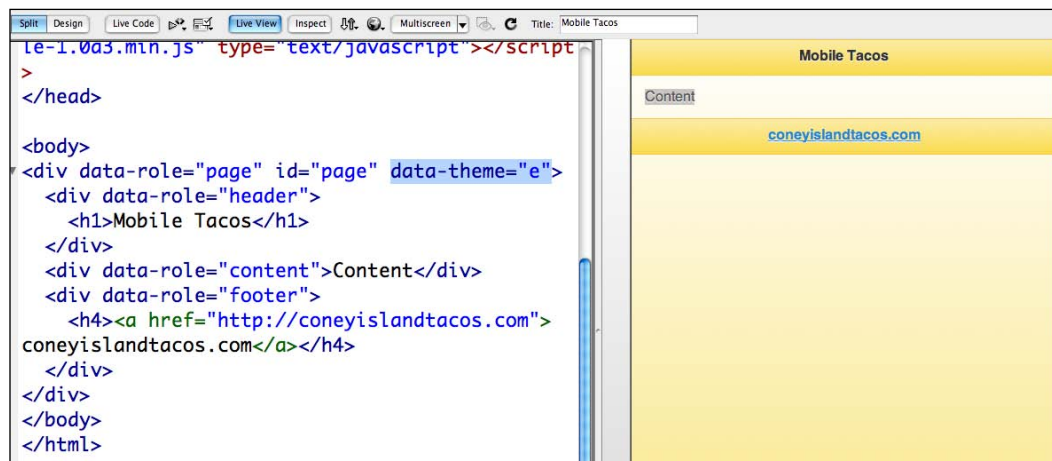 Split Design Live Code Live View Inspect Multiscreen Title: Mobile Tacos
le-1.0a3.min.js" type="text/javascript"></script
>
</head>
<body>
<div data-role="page" id="page" data-theme="e">
<div data-role="header">
<h1>Mobile Tacos</h1>
</div>
<div data-role="content">Content</div>
<div data-role="footer">
<h4><a href="http://coneyislandtacos.com">
coneyislandtacos.com</a></h4>
</div>
</div>
</body>
</html>
Mobile Tacos
Content
coneyislandtacos.com